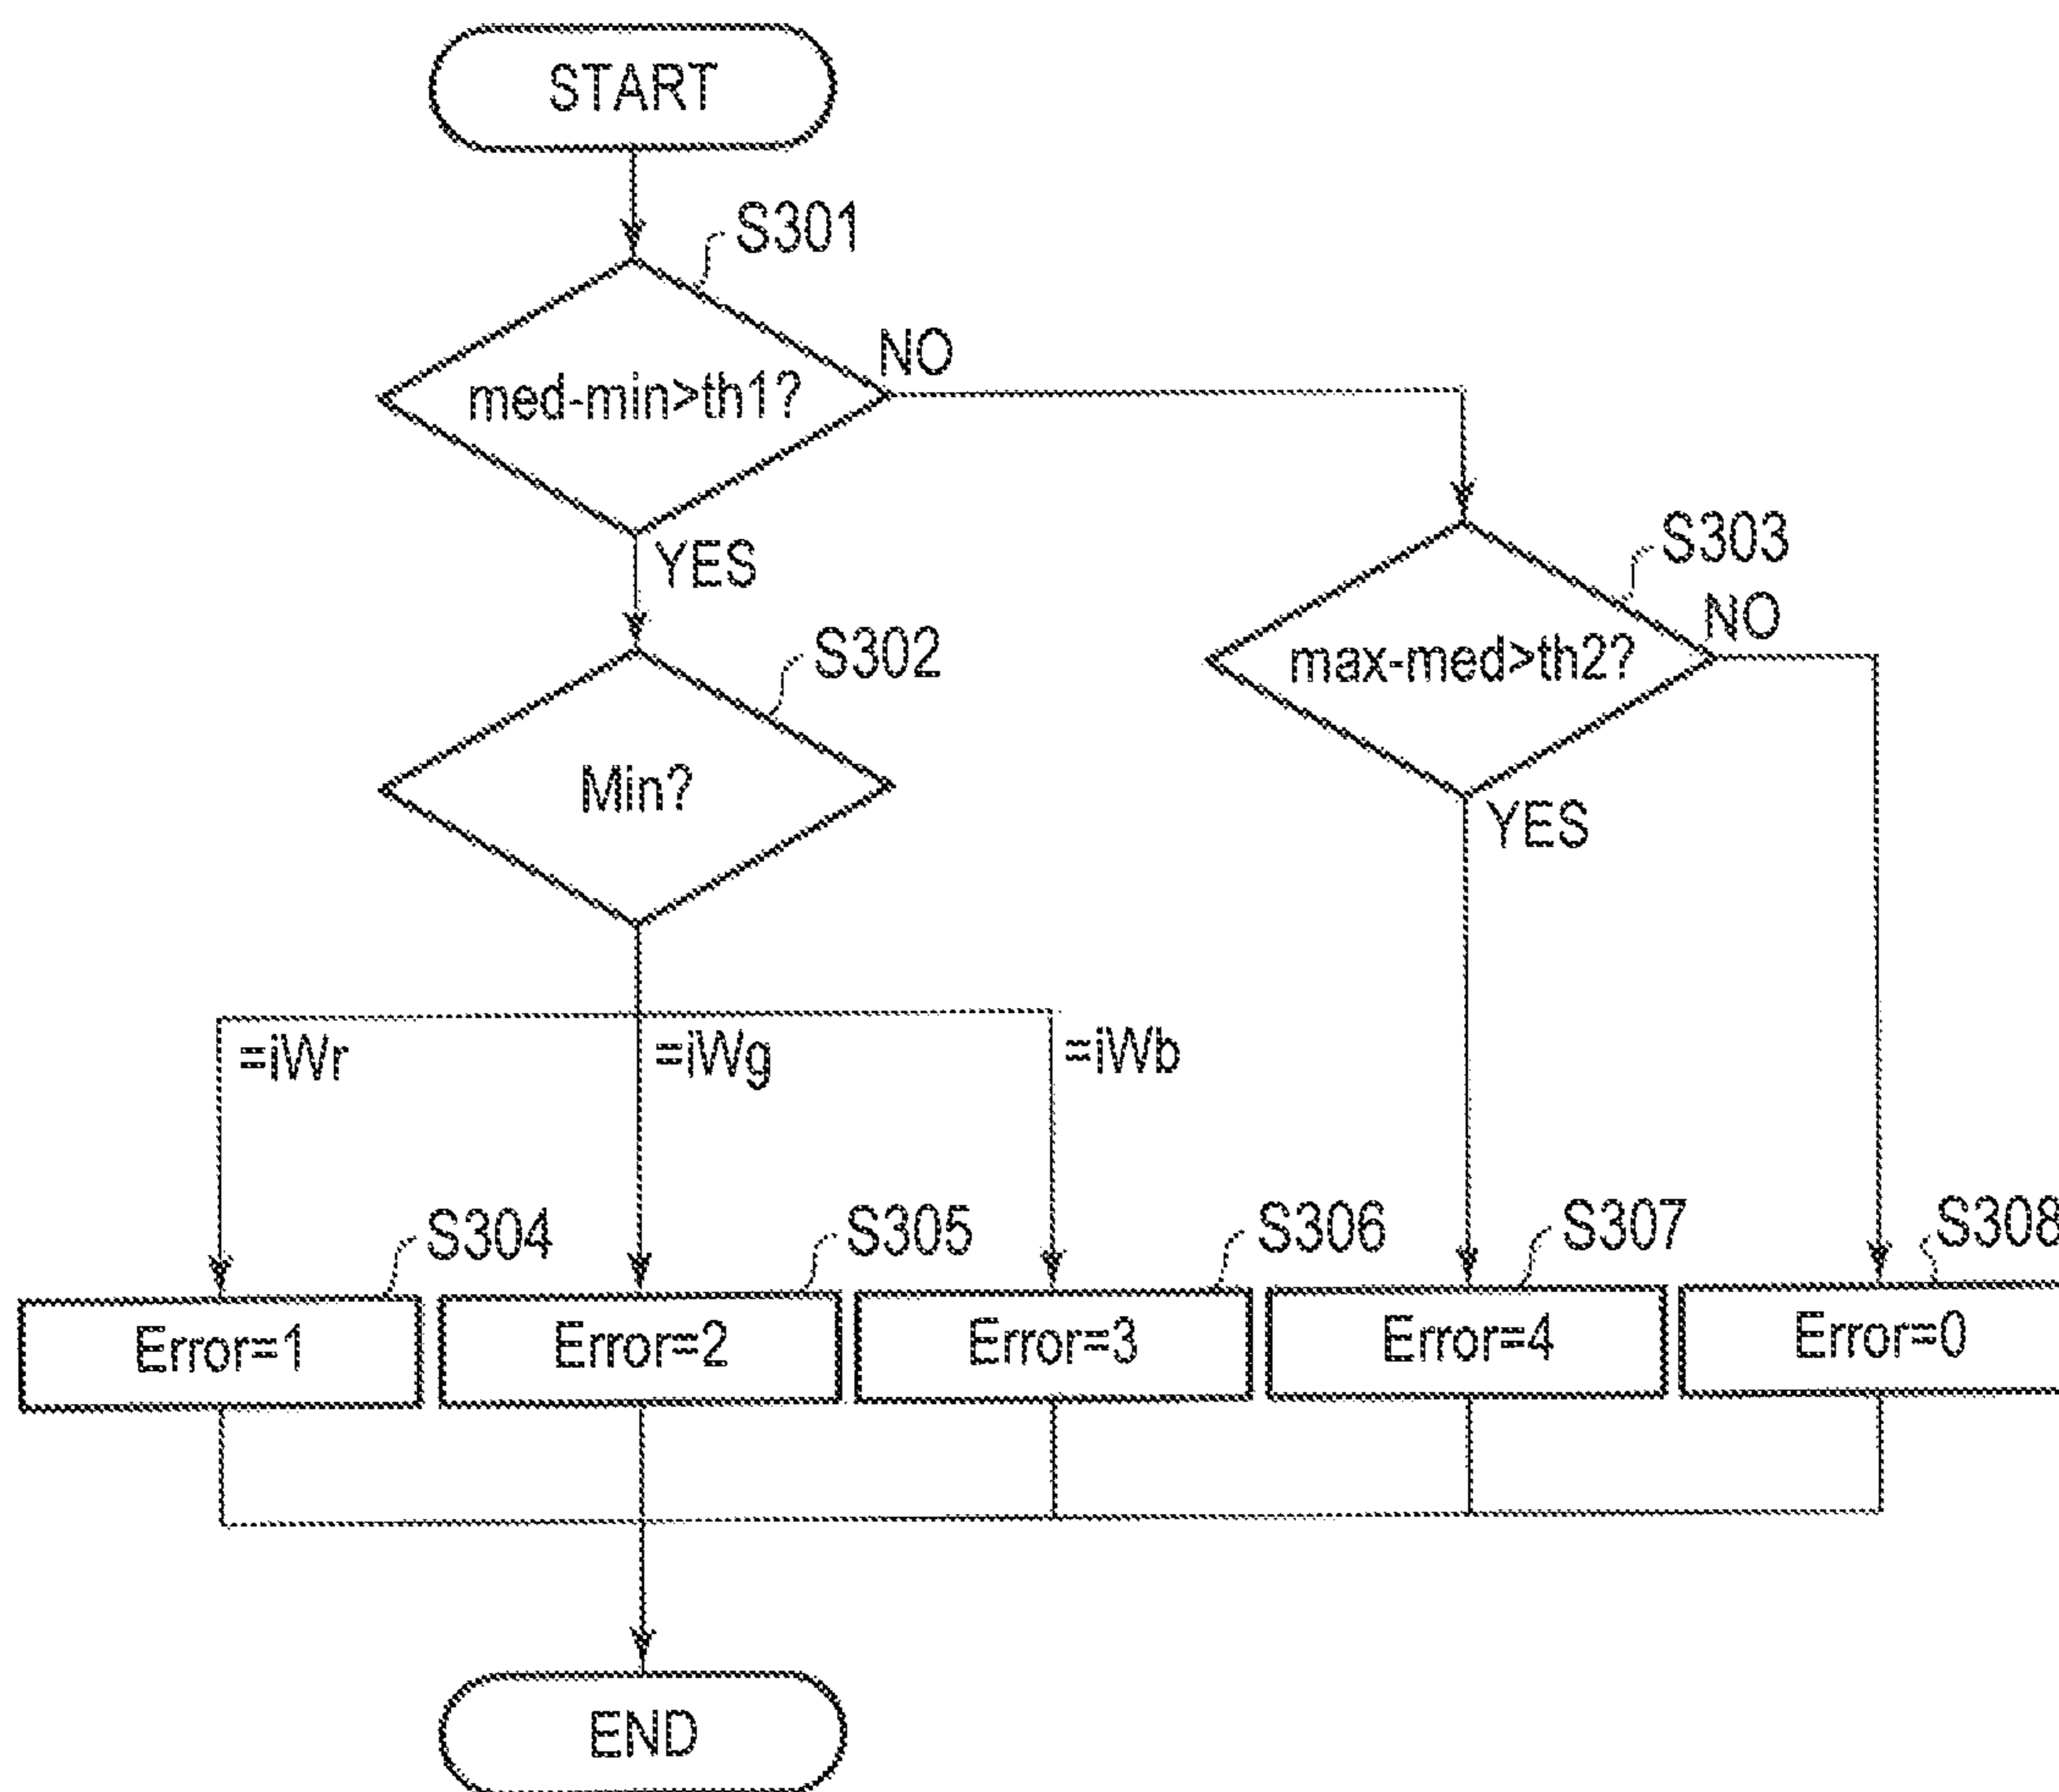 START
S301
NO
med-min>th1?
YES
S303
NO
S302
max-med>th2?
Min?
YES
=iWr
=iWg
=iWb
S304
S305
S306
S307
S308
Error=1
Error=2
Error=3
Error=4
Error=0
END